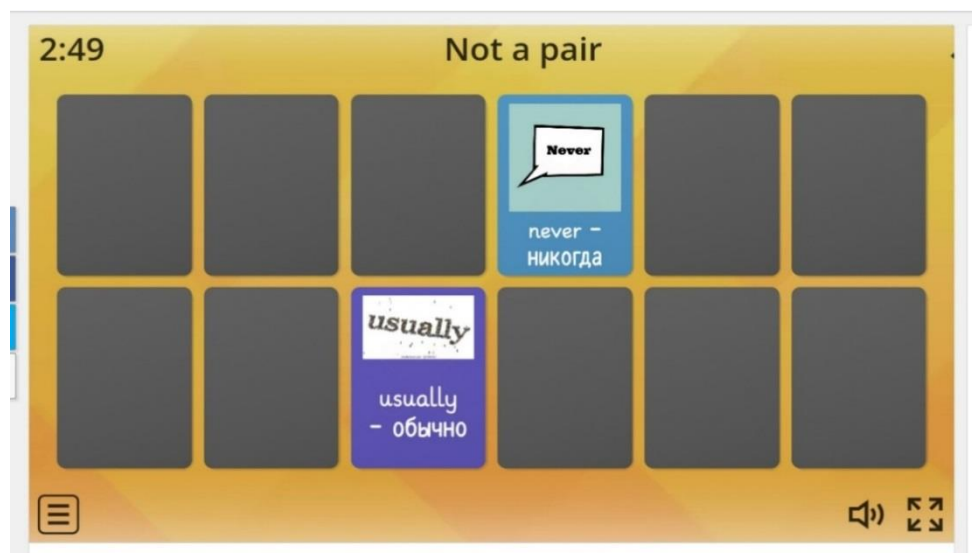 2:49
Not a pair
Never
never –
никогда
usually
usually
– обычно